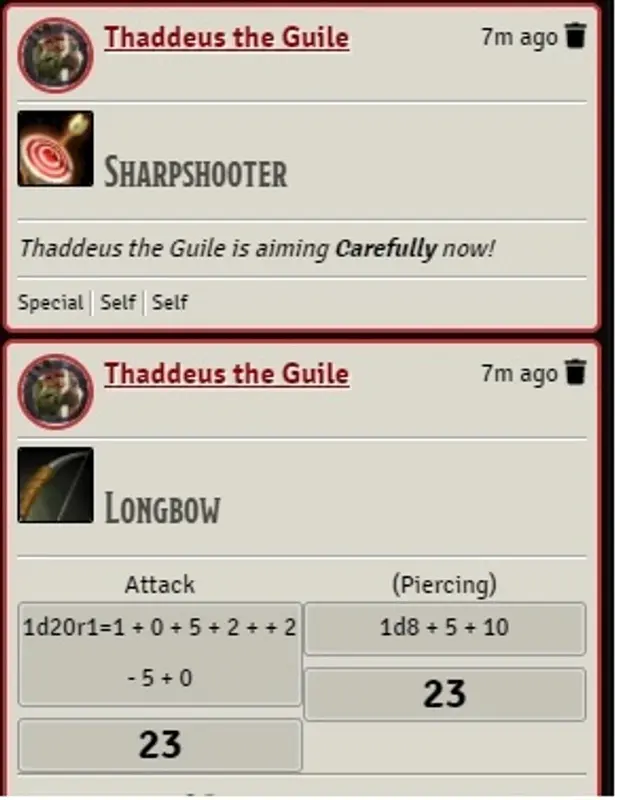 Thaddeus the Guile 7m ago
Sharpshooter
Thaddeus the Guile is aiming Carefully now!
Special Self Self
Thaddeus the Guile 7m ago
Longbow
Attack (Piercing)
1d20r1=1 + 0 + 5 + 2 + + 2 1d8 + 5 + 10
- 5 + 0
23
23